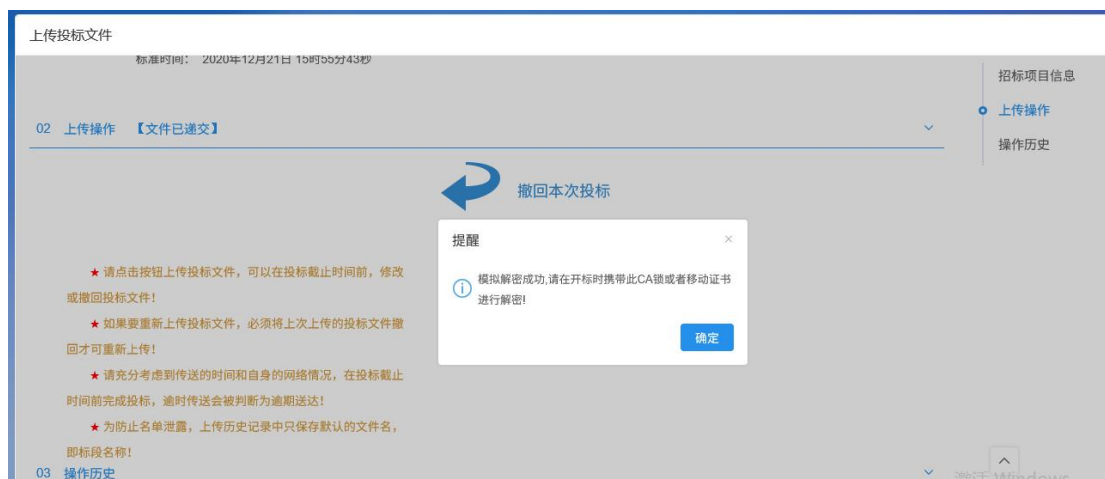 上传投标文件
标准时间： 2020年12月21日 15时55分43秒
招标项目信息
02 上传操作 【文件已递交】
上传操作
操作历史
撤回本次投标
提醒
模拟解密成功,请在开标时携带此CA锁或者移动证书
进行解密!
确定
★ 请点击按钮上传投标文件，可以在投标截止时间前，修改
或撤回投标文件！
★ 如果要重新上传投标文件，必须将上次上传的投标文件撤
回才可重新上传！
★ 请充分考虑到传送的时间和自身的网络情况，在投标截止
时间前完成投标，逾时传送会被判断为逾期送达！
★ 为防止名单泄露，上传历史记录中只保存默认的文件名，
即标段名称！
03 操作历史
激活 Windows